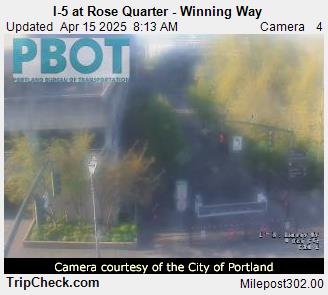 I-5 at Rose Quarter - Winning Way
Updated Apr 15 2025 8:13 AM Camera 4
PBOT
PORTLAND BUREAU OF TRANSPORTATION
Camera courtesy of the City of Portland
TripCheck.com Milepost302.00